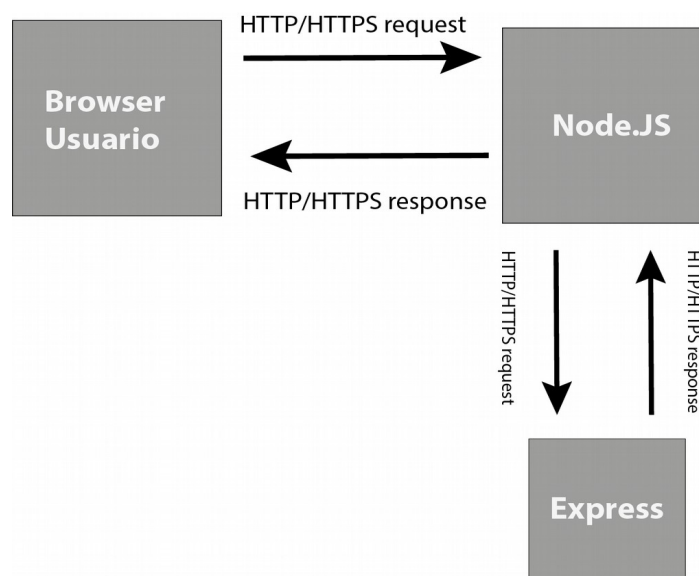 HTTP/HTTPS request
Browser
Usuario
Node.JS
HTTP/HTTPS response
HTTP/HTTPS request
HTTP/HTTPS response
Express